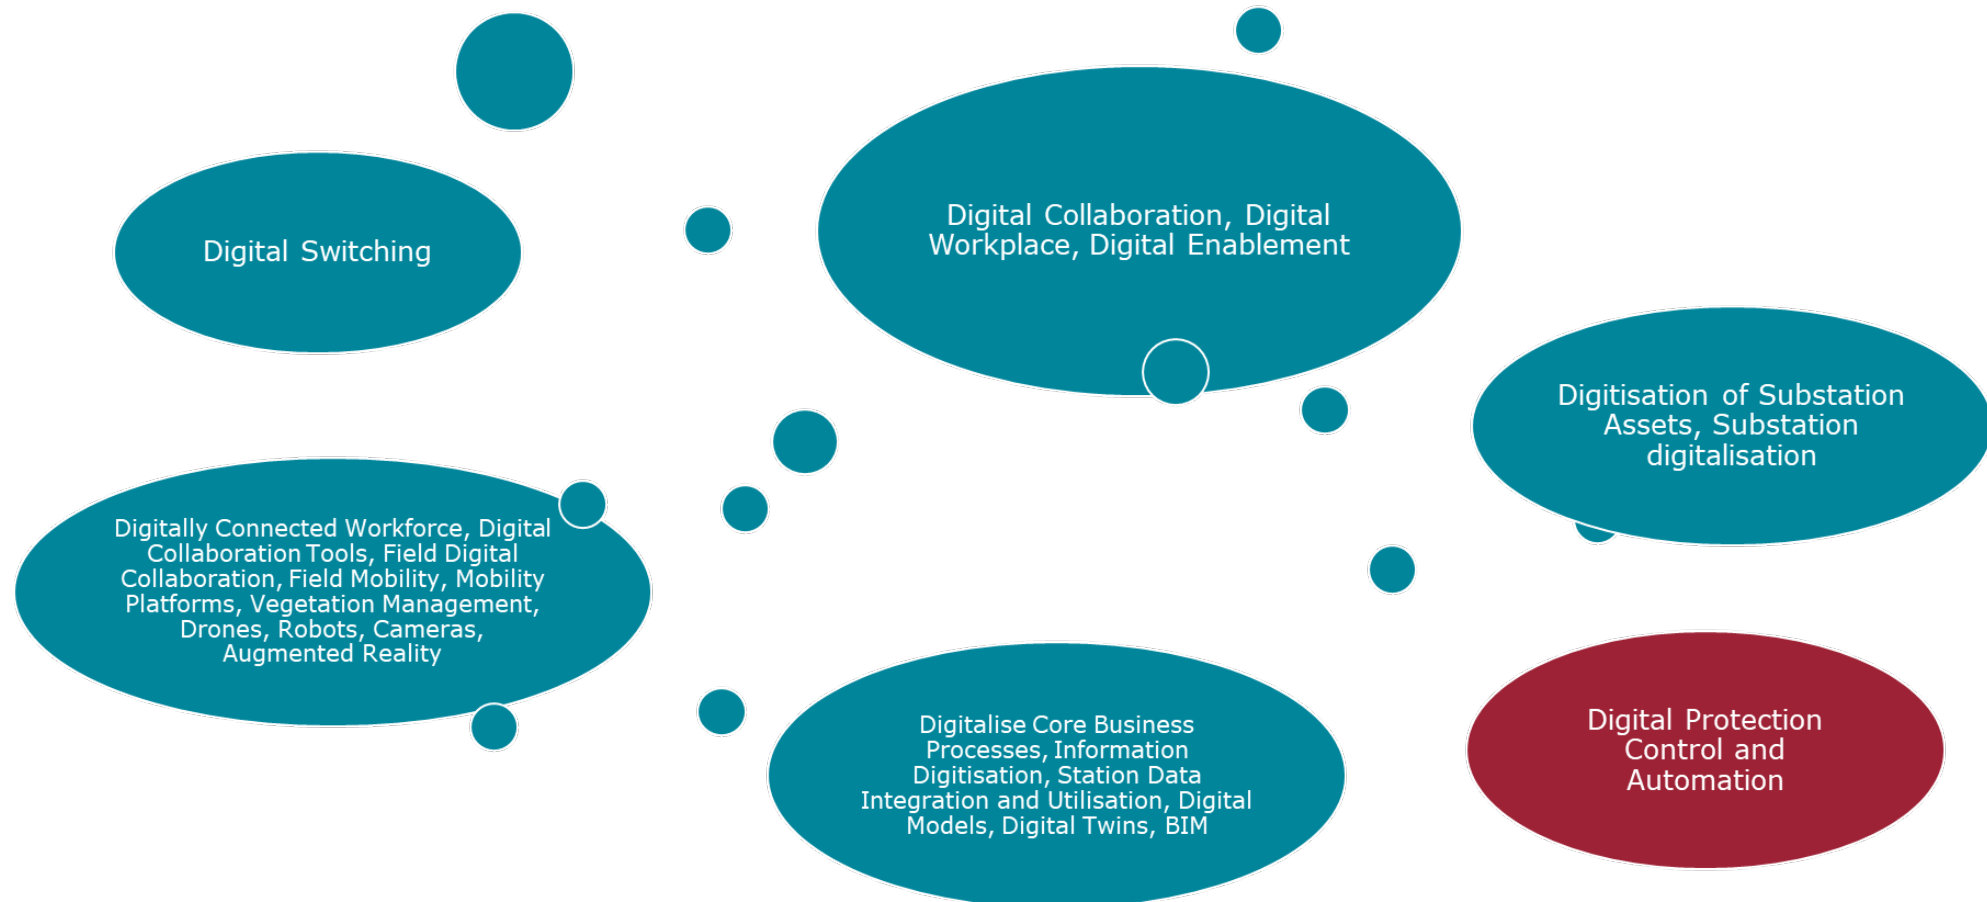 Digital Switching
Digital Collaboration, Digital
Workplace, Digital Enablement
Digitisation of Substation
Assets, Substation
digitalisation
Digitally Connected Workforce, Digital
Collaboration Tools, Field Digital
Collaboration, Field Mobility, Mobility
Platforms, Vegetation Management,
Drones, Robots, Cameras,
Augmented Reality
Digitalise Core Business
Processes, Information
Digitisation, Station Data
Integration and Utilisation, Digital
Models, Digital Twins, BIM
Digital Protection
Control and
Automation